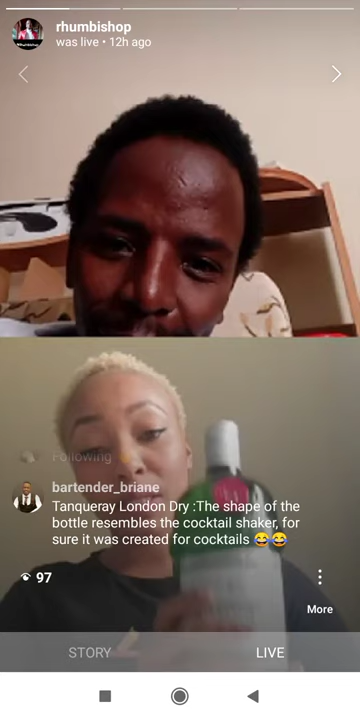 rhumbishop
was live • 12h ago
Following
bartender_briane
Tanqueray London Dry :The shape of the
bottle resembles the cocktail shaker, for
sure it was created for cocktails 😂😂
97
More
STORY
LIVE